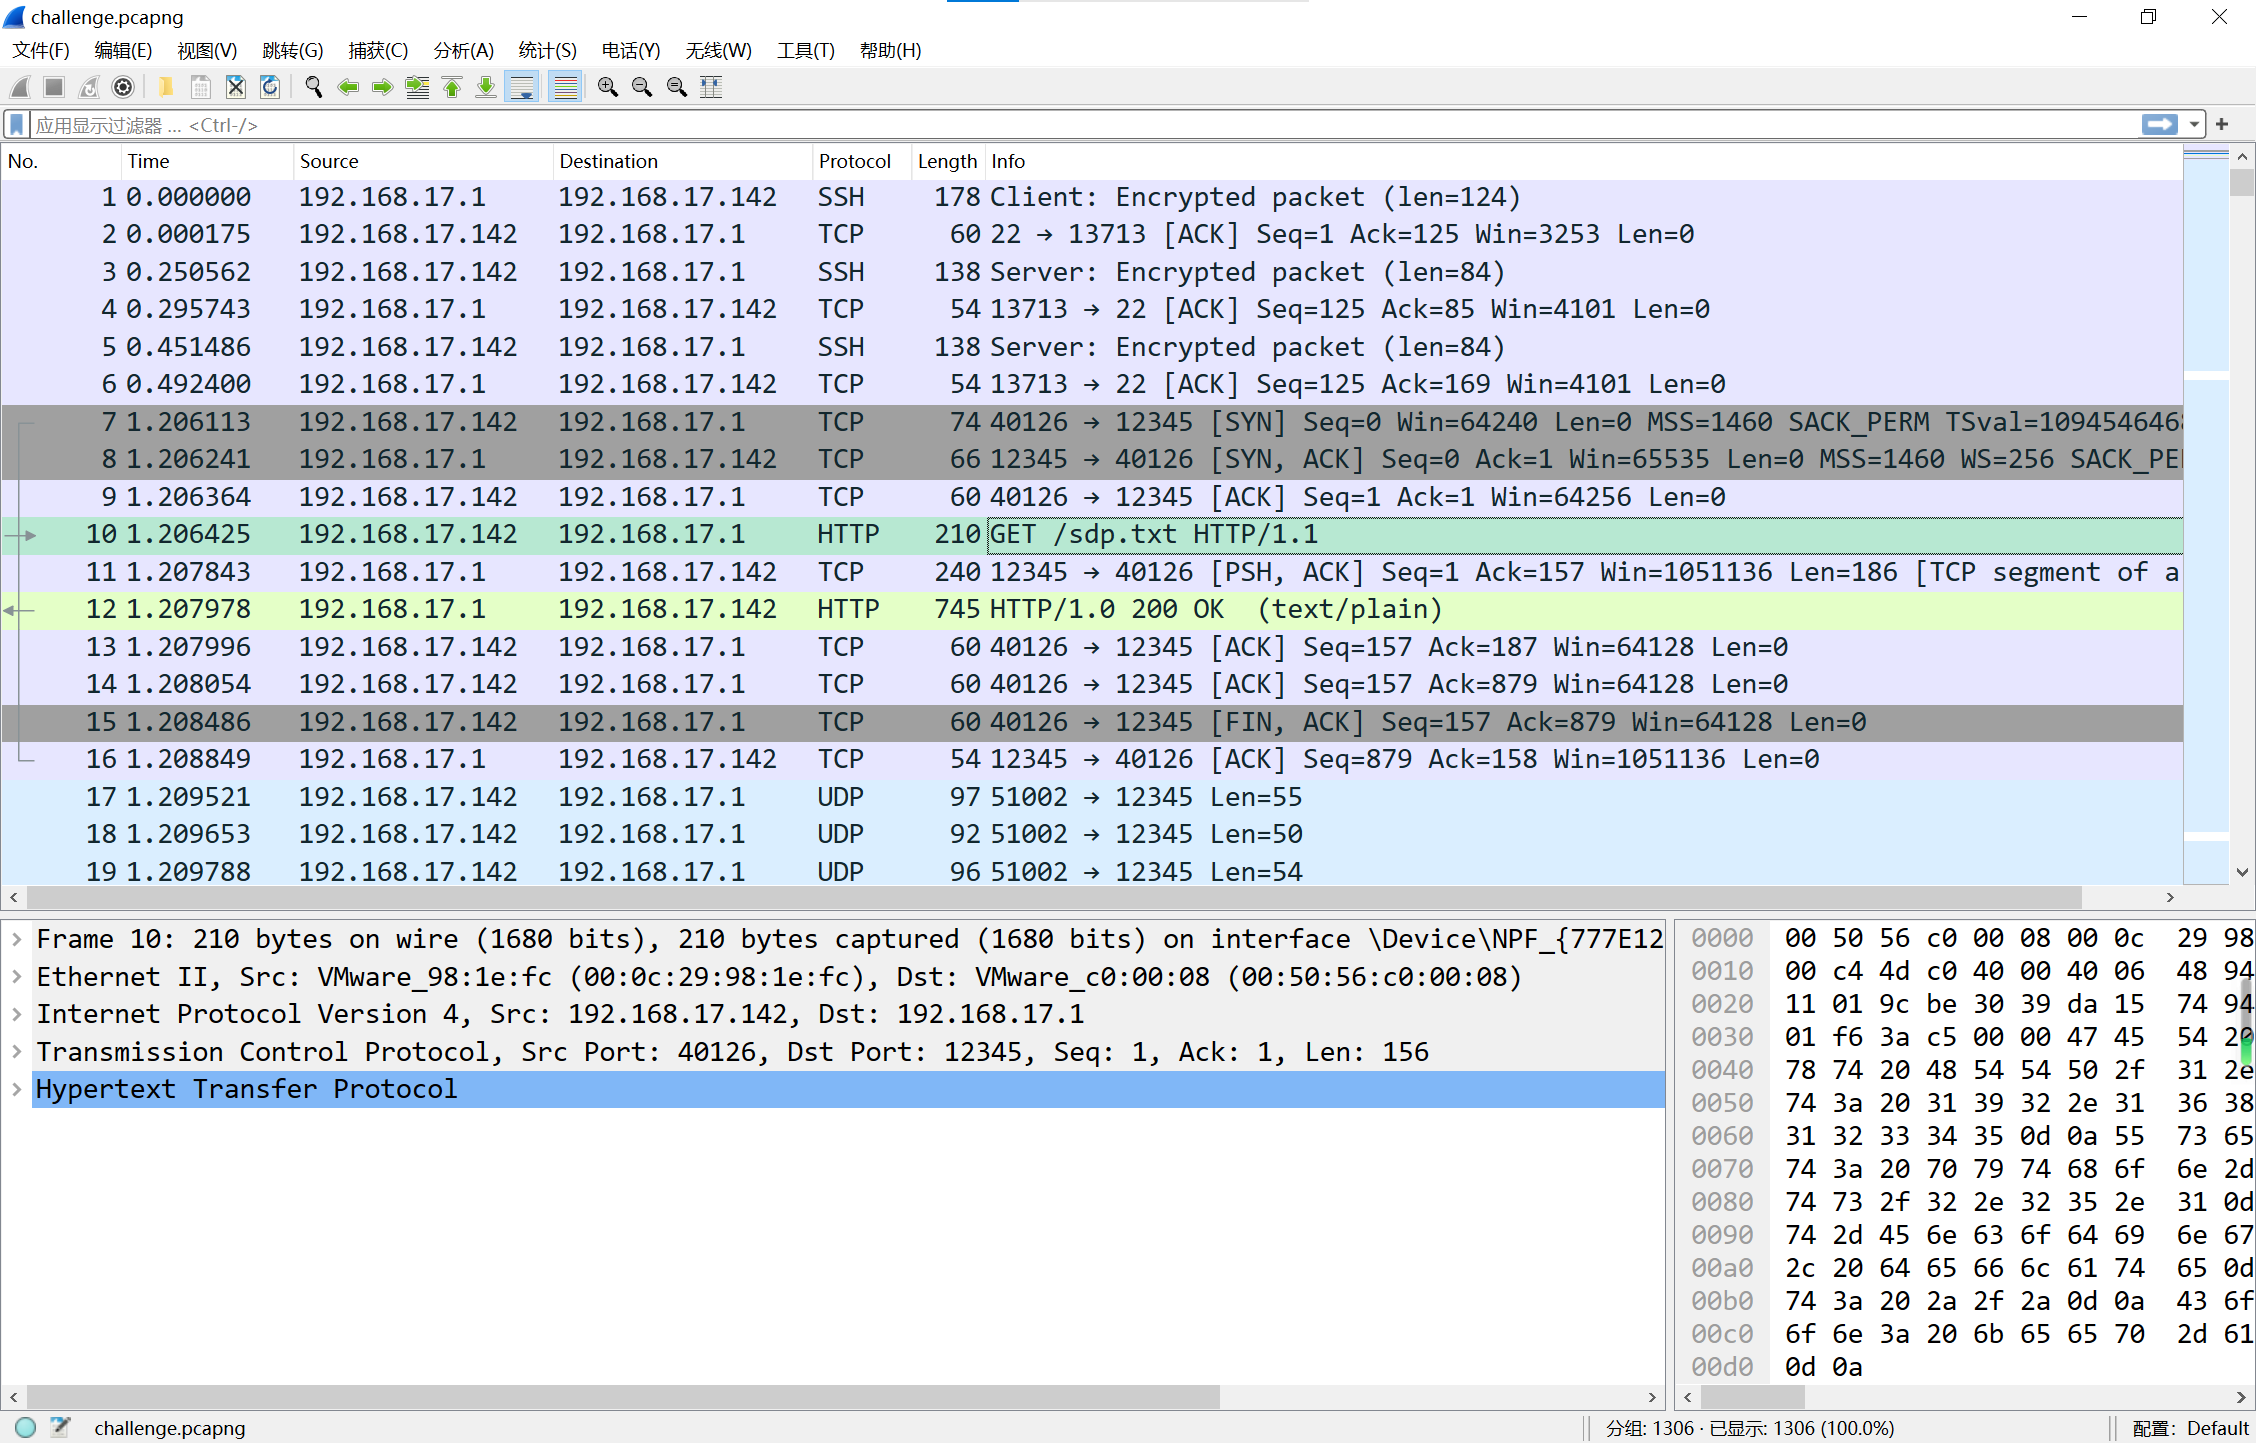 challenge.pcapng
文件(F) 编辑(E) 视图(V) 跳转(G) 捕获(C) 分析(A) 统计(S) 电话(Y) 无线(W) 工具(T) 帮助(H)
应用显示过滤器 … <Ctrl-/>
No. Time Source Destination Protocol Length Info
1 0.000000 192.168.17.1 192.168.17.142 SSH 178 Client: Encrypted packet (len=124)
2 0.000175 192.168.17.142 192.168.17.1 TCP 60 22 → 13713 [ACK] Seq=1 Ack=125 Win=3253 Len=0
3 0.250562 192.168.17.142 192.168.17.1 SSH 138 Server: Encrypted packet (len=84)
4 0.295743 192.168.17.1 192.168.17.142 TCP 54 13713 → 22 [ACK] Seq=125 Ack=85 Win=4101 Len=0
5 0.451486 192.168.17.142 192.168.17.1 SSH 138 Server: Encrypted packet (len=84)
6 0.492400 192.168.17.1 192.168.17.142 TCP 54 13713 → 22 [ACK] Seq=125 Ack=169 Win=4101 Len=0
7 1.206113 192.168.17.142 192.168.17.1 TCP 74 40126 → 12345 [SYN] Seq=0 Win=64240 Len=0 MSS=1460 SACK_PERM TSval=1094546468
8 1.206241 192.168.17.1 192.168.17.142 TCP 66 12345 → 40126 [SYN, ACK] Seq=0 Ack=1 Win=65535 Len=0 MSS=1460 WS=256 SACK_PE
9 1.206364 192.168.17.142 192.168.17.1 TCP 60 40126 → 12345 [ACK] Seq=1 Ack=1 Win=64256 Len=0
10 1.206425 192.168.17.142 192.168.17.1 HTTP 210 GET /sdp.txt HTTP/1.1
11 1.207843 192.168.17.1 192.168.17.142 TCP 240 12345 → 40126 [PSH, ACK] Seq=1 Ack=157 Win=1051136 Len=186 [TCP segment of a
12 1.207978 192.168.17.1 192.168.17.142 HTTP 745 HTTP/1.0 200 OK  (text/plain)
13 1.207996 192.168.17.142 192.168.17.1 TCP 60 40126 → 12345 [ACK] Seq=157 Ack=187 Win=64128 Len=0
14 1.208054 192.168.17.142 192.168.17.1 TCP 60 40126 → 12345 [ACK] Seq=157 Ack=879 Win=64128 Len=0
15 1.208486 192.168.17.142 192.168.17.1 TCP 60 40126 → 12345 [FIN, ACK] Seq=157 Ack=879 Win=64128 Len=0
16 1.208849 192.168.17.1 192.168.17.142 TCP 54 12345 → 40126 [ACK] Seq=879 Ack=158 Win=1051136 Len=0
17 1.209521 192.168.17.142 192.168.17.1 UDP 97 51002 → 12345 Len=55
18 1.209653 192.168.17.142 192.168.17.1 UDP 92 51002 → 12345 Len=50
19 1.209788 192.168.17.142 192.168.17.1 UDP 96 51002 → 12345 Len=54
Frame 10: 210 bytes on wire (1680 bits), 210 bytes captured (1680 bits) on interface \Device\NPF_{777E12
Ethernet II, Src: VMware_98:1e:fc (00:0c:29:98:1e:fc), Dst: VMware_c0:00:08 (00:50:56:c0:00:08)
Internet Protocol Version 4, Src: 192.168.17.142, Dst: 192.168.17.1
Transmission Control Protocol, Src Port: 40126, Dst Port: 12345, Seq: 1, Ack: 1, Len: 156
Hypertext Transfer Protocol
0000 00 50 56 c0 00 08 00 0c 29 98
0010 00 c4 4d c0 40 00 40 06 48 94
0020 11 01 9c be 30 39 da 15 74 94
0030 01 f6 3a c5 00 00 47 45 54 20
0040 78 74 20 48 54 54 50 2f 31 2e
0050 74 3a 20 31 39 32 2e 31 36 38
0060 31 32 33 34 35 0d 0a 55 73 65
0070 74 3a 20 70 79 74 68 6f 6e 2d
0080 74 73 2f 32 2e 32 35 2e 31 0d
0090 74 2d 45 6e 63 6f 64 69 6e 67
00a0 2c 20 64 65 66 6c 61 74 65 0d
00b0 74 3a 20 2a 2f 2a 0d 0a 43 6f
00c0 6f 6e 3a 20 6b 65 65 70 2d 61
00d0 0d 0a
challenge.pcapng 分组: 1306 · 已显示: 1306 (100.0%) 配置: Default